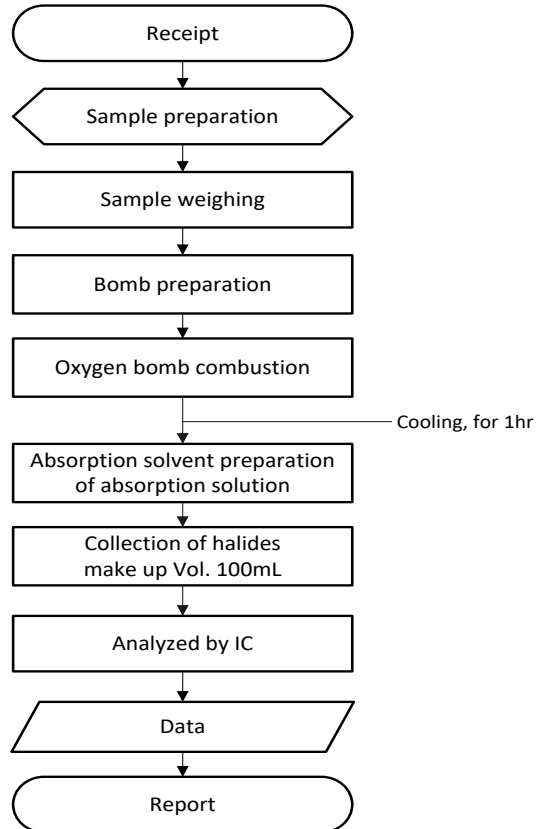 Receipt
Sample preparation
Sample weighing
Bomb preparation
Oxygen bomb combustion
Cooling, for 1hr
Absorption solvent preparation
of absorption solution
Collection of halides
make up Vol. 100mL
Analyzed by IC
Data
Report